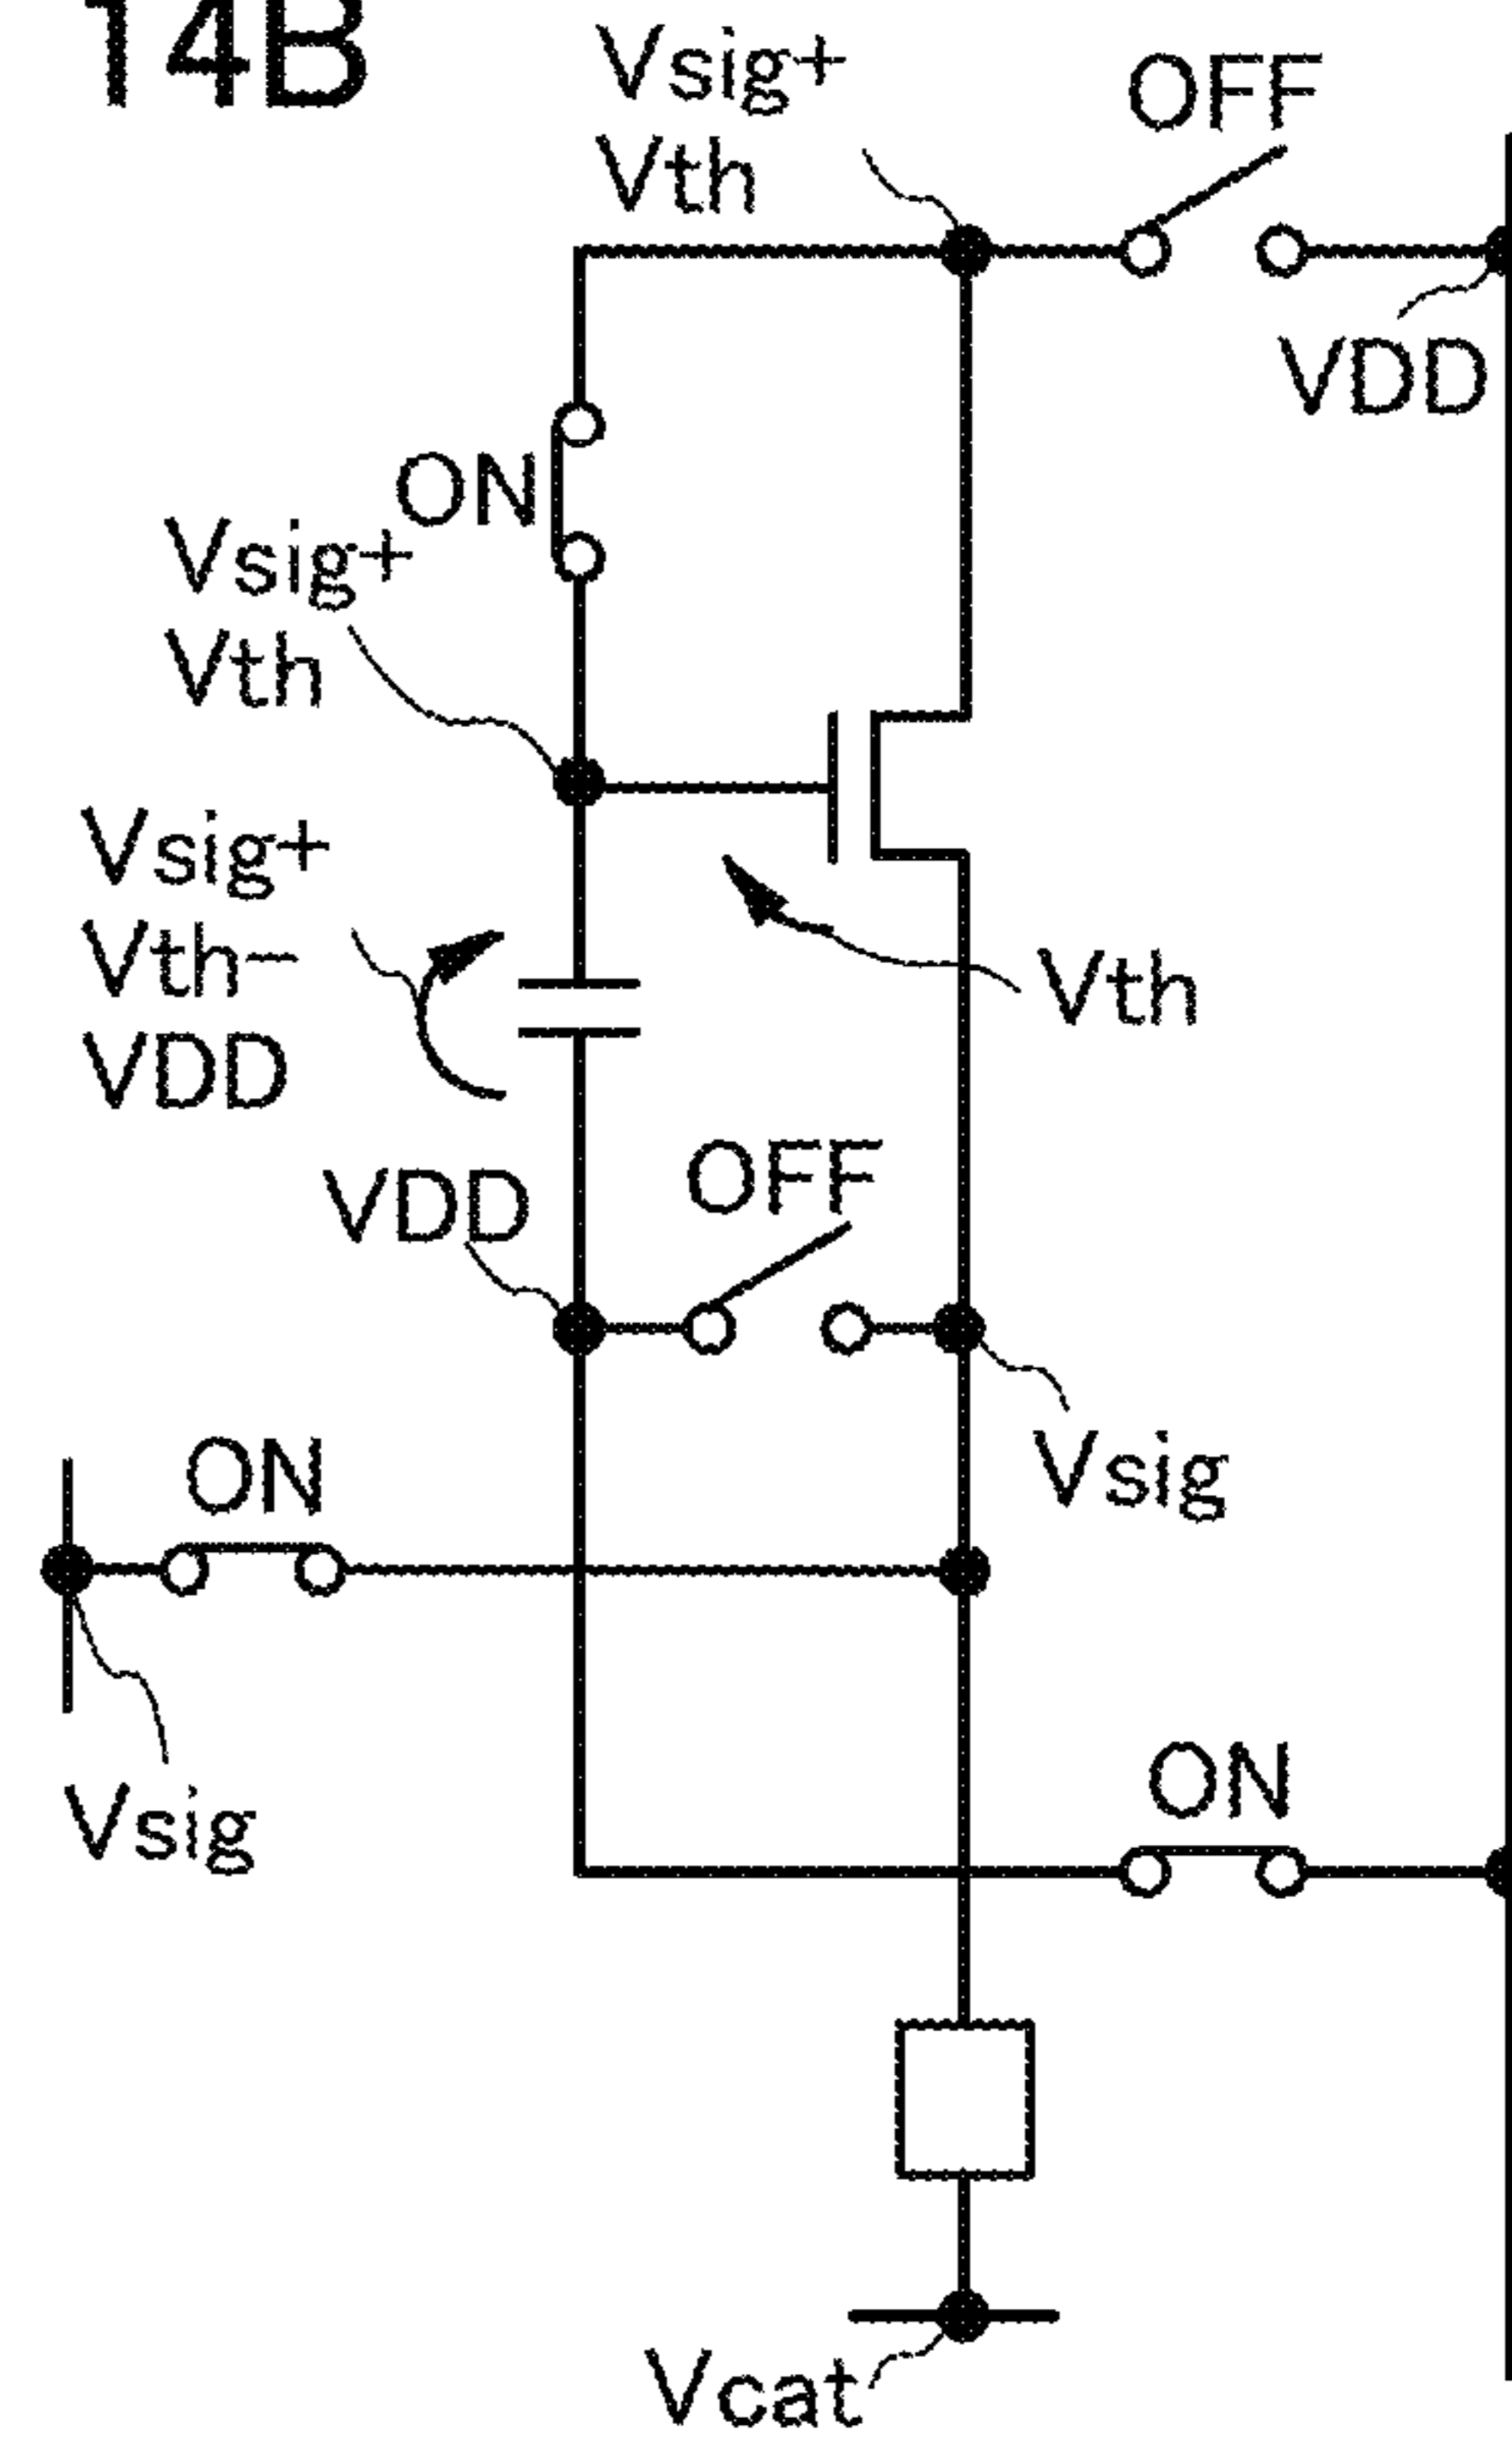 14B
Vsig+
Vth
OFF
VDD
ON
Vsig+
Vth
Vsig+
Vth-
VDD
Vth
VDD
OFF
Vsig
ON
Vsig
ON
Vcat